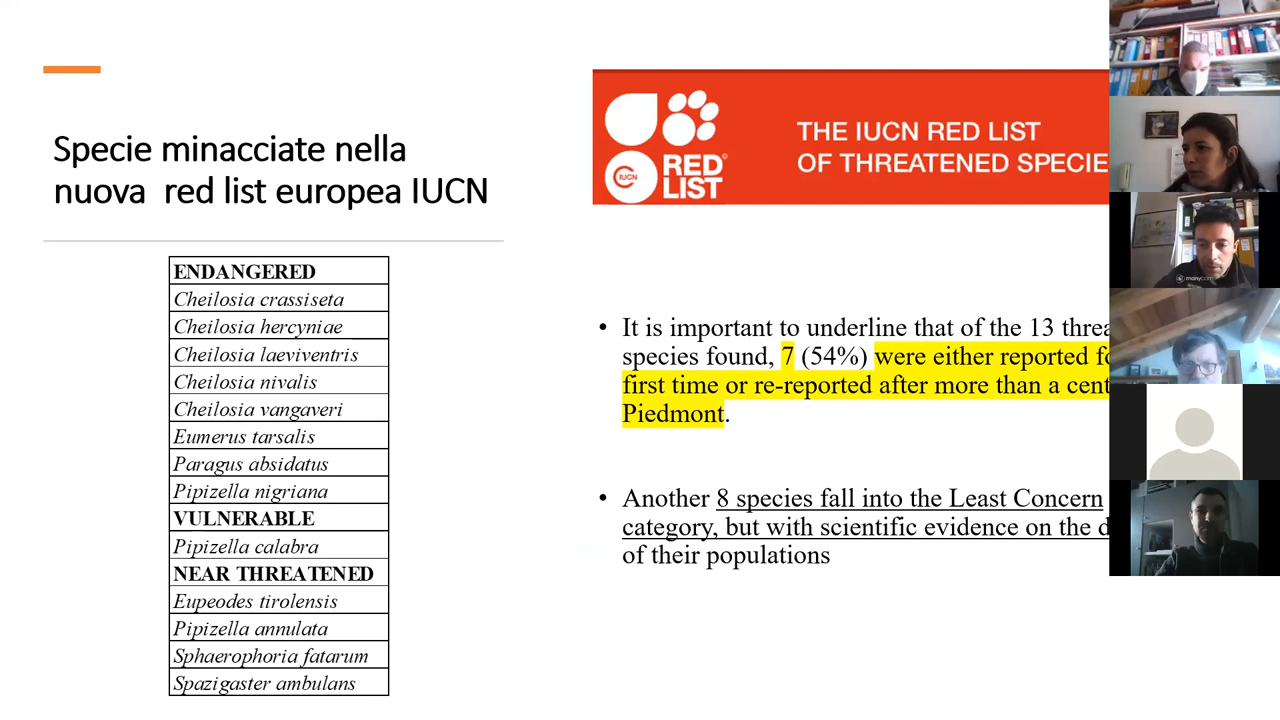 Specie minacciate nella
nuova red list europea IUCN
ENDANGERED
Cheilosia crassiseta
Cheilosia hercyniae
Cheilosia laeviventris
Cheilosia nivalis
Cheilosia vangaveri
Eumerus tarsalis
Paragus absidatus
Pipizella nigriana
VULNERABLE
Pipizella calabra
NEAR THREATENED
Eupeodes tirolensis
Pipizella annulata
Sphaerophoria fatarum
Spazigaster ambulans
IUCN
RED
LIST
THE IUCN RED LIST
OF THREATENED SPECIE
• It is important to underline that of the 13 threa
species found, 7 (54%) were either reported fo
first time or re-reported after more than a cent
Piedmont.
• Another 8 species fall into the Least Concern
category, but with scientific evidence on the d
of their populations
manycam